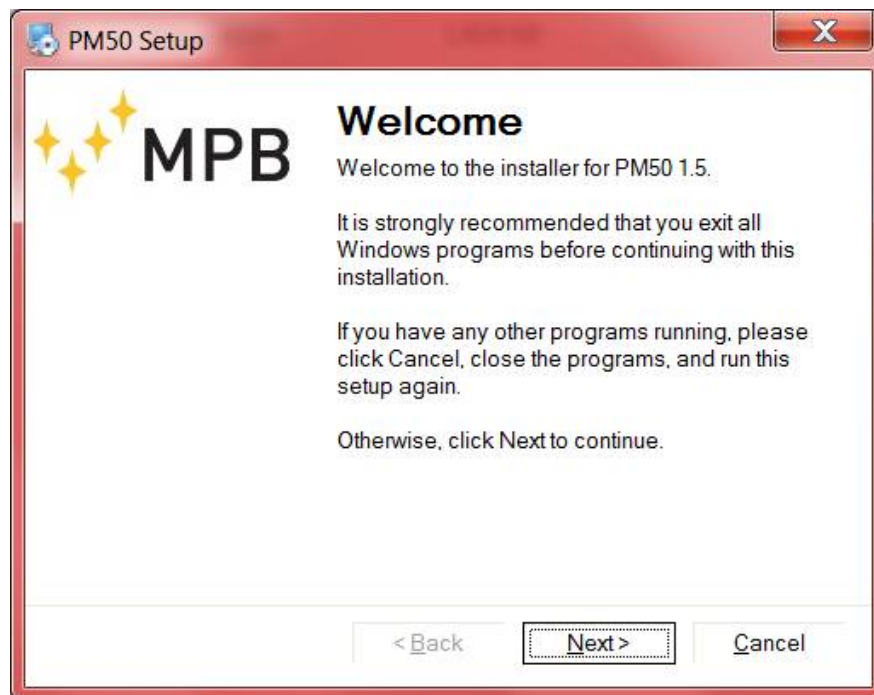 PM50 Setup
X
MPB
Welcome
Welcome to the installer for PM50 1.5.
It is strongly recommended that you exit all
Windows programs before continuing with this
installation.
If you have any other programs running, please
click Cancel, close the programs, and run this
setup again.
Otherwise, click Next to continue.
< Back   Next >   Cancel